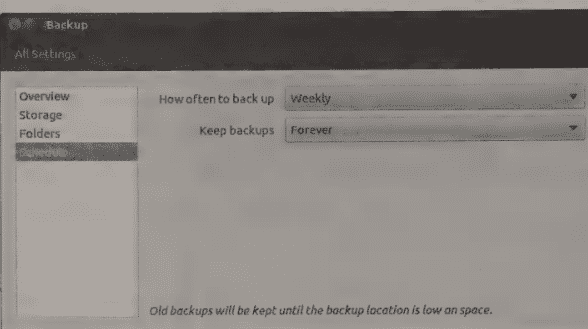 Backup
All Settings
Overview
Storage
Folders
Schedule
How often to back up Weekly
Keep backups Forever
Old backups will be kept until the backup location is low on space.